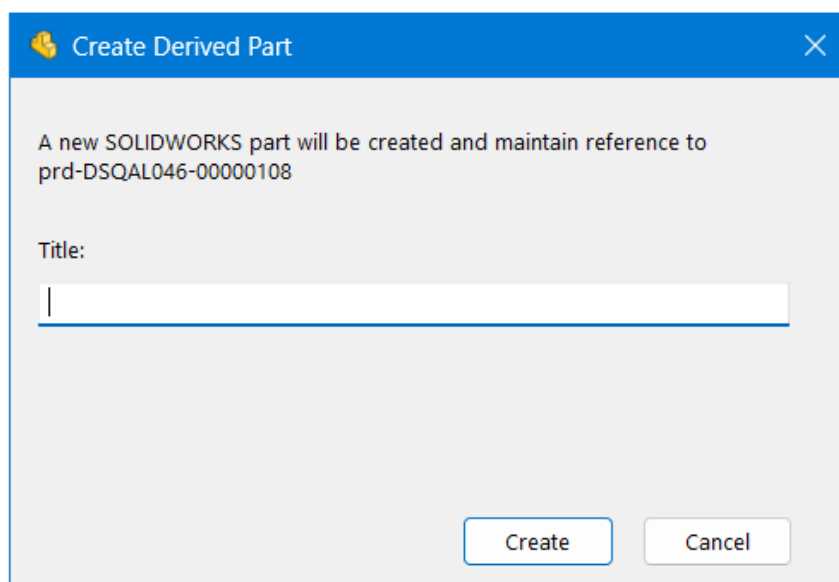 Create Derived Part
A new SOLIDWORKS part will be created and maintain reference to
prd-DSQAL046-00000108
Title:
Create
Cancel